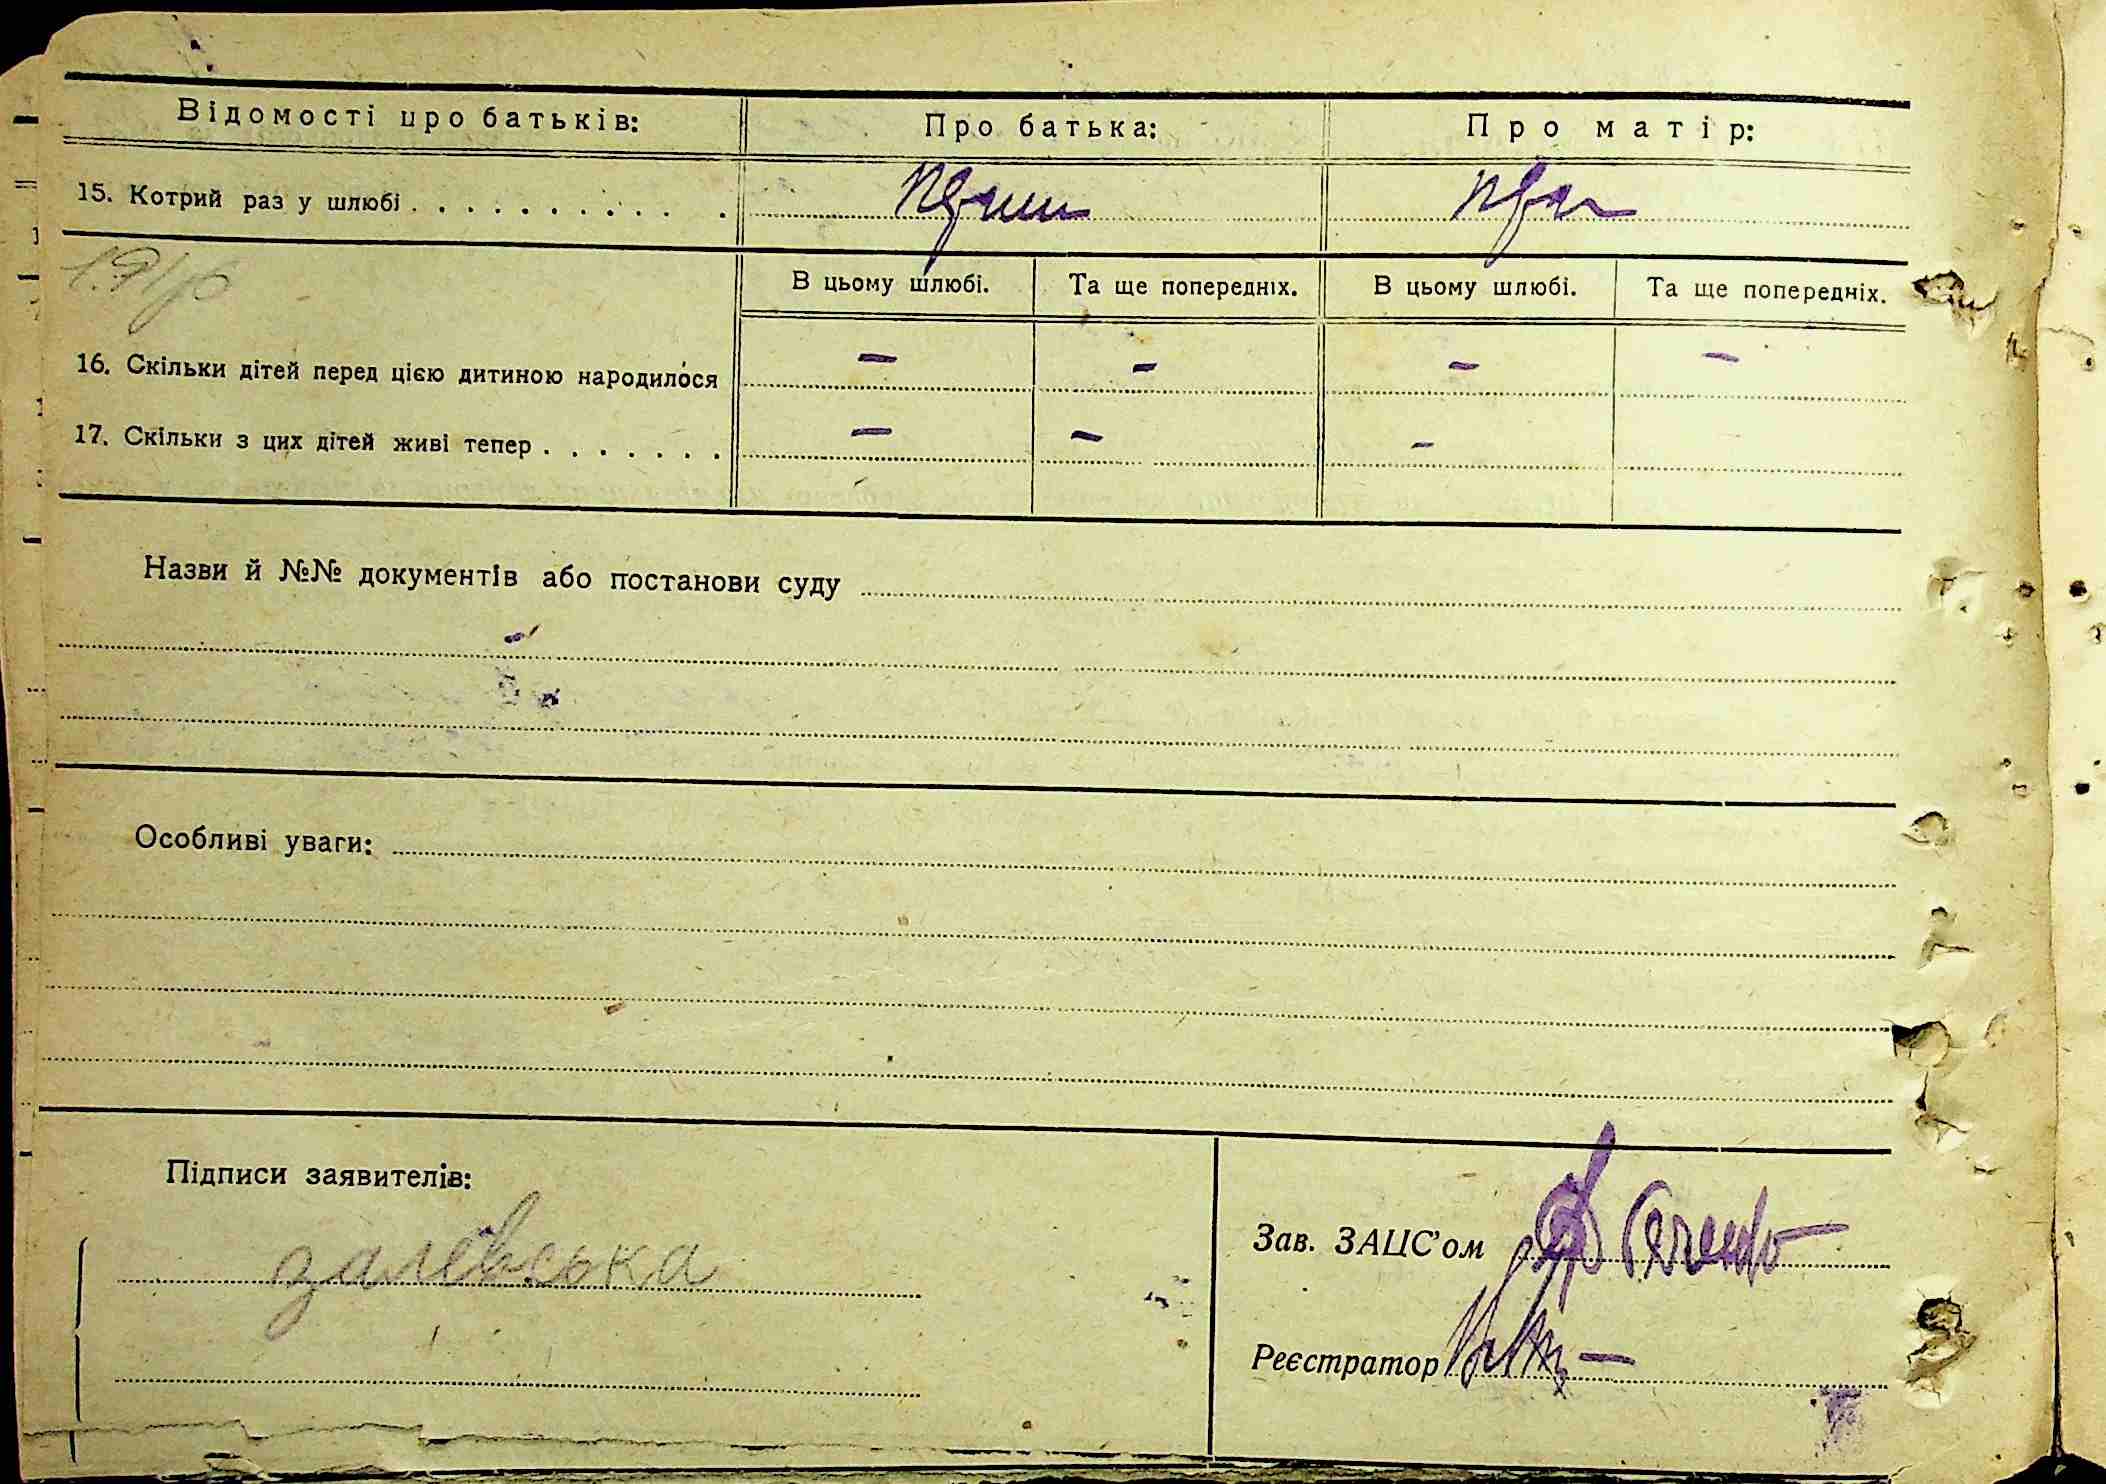 Відомості про батьків: Про батька: Про матір:
15. Котрий раз у шлюбі . . . . . . . . . . . .
В цьому шлюбі. Та ще попередніх. В цьому шлюбі. Та ще попередніх.
16. Скільки дітей перед цією дитиною народилося — — — —
17. Скільки з цих дітей живі тепер . . . . . . . — — —
Назви й №№ документів або постанови суду
Особливі уваги:
Підписи заявителів:
Зав. ЗАЦС’ом
залевська
Реєстратор